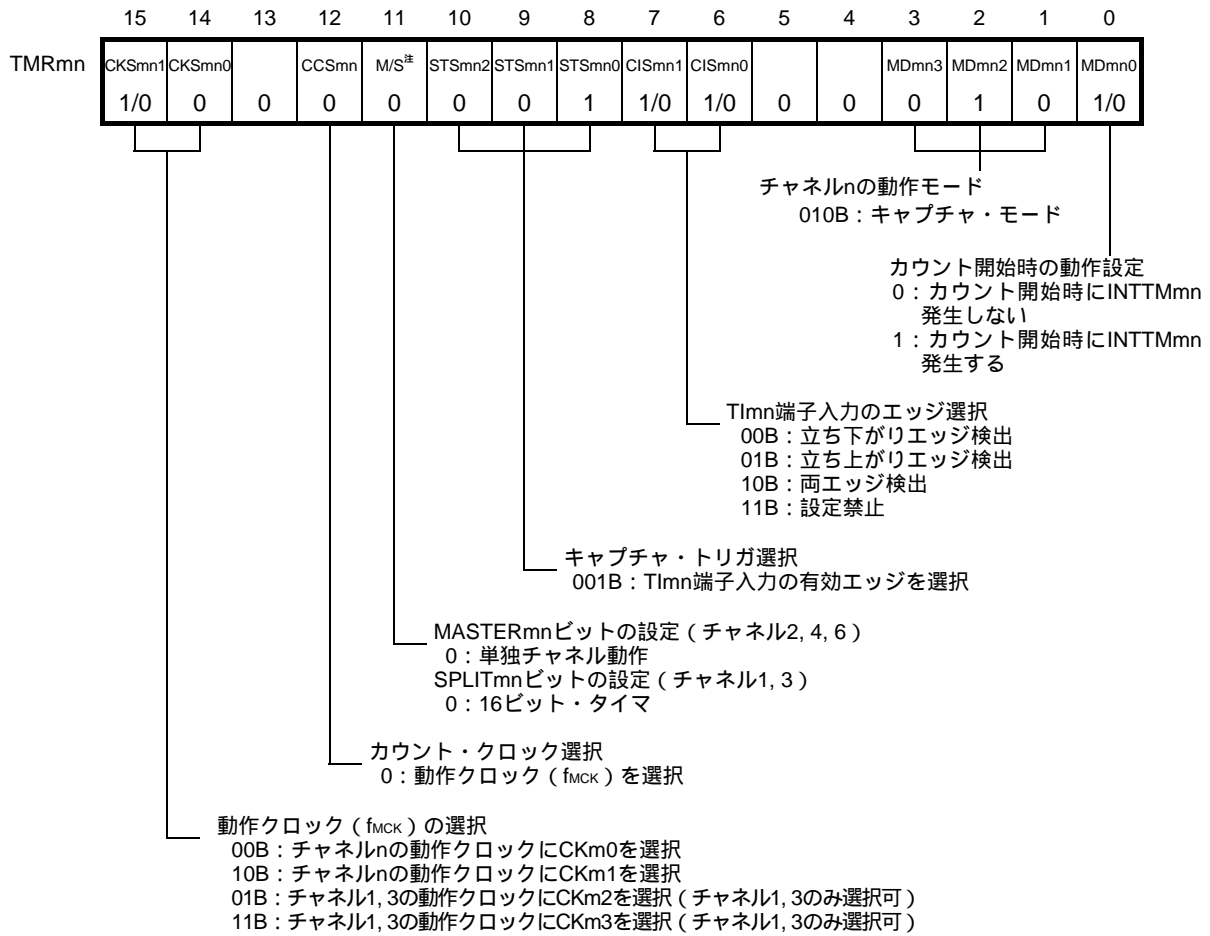 15 14 13 12 11 10 9 8 7 6 5 4 3 2 1 0
TMRmn CKSmn1 CKSmn0 CCSmn M/S注 STSmn2 STSmn1 STSmn0 CISmn1 CISmn0 MDmn3 MDmn2 MDmn1 MDmn0
1/0 0 0 0 0 0 0 1 1/0 1/0 0 0 0 1 0 1/0
チャネルnの動作モード
010B：キャプチャ・モード
カウント開始時の動作設定
0：カウント開始時にINTTMmn
発生しない
1：カウント開始時にINTTMmn
発生する
TImn端子入力のエッジ選択
00B：立ち下がりエッジ検出
01B：立ち上がりエッジ検出
10B：両エッジ検出
11B：設定禁止
キャプチャ・トリガ選択
001B：TImn端子入力の有効エッジを選択
MASTERmnビットの設定（チャネル2, 4, 6）
0：単独チャネル動作
SPLITmnビットの設定（チャネル1, 3）
0：16ビット・タイマ
カウント・クロック選択
0：動作クロック（fMCK）を選択
動作クロック（fMCK）の選択
00B：チャネルnの動作クロックにCKm0を選択
10B：チャネルnの動作クロックにCKm1を選択
01B：チャネル1, 3の動作クロックにCKm2を選択（チャネル1, 3のみ選択可）
11B：チャネル1, 3の動作クロックにCKm3を選択（チャネル1, 3のみ選択可）